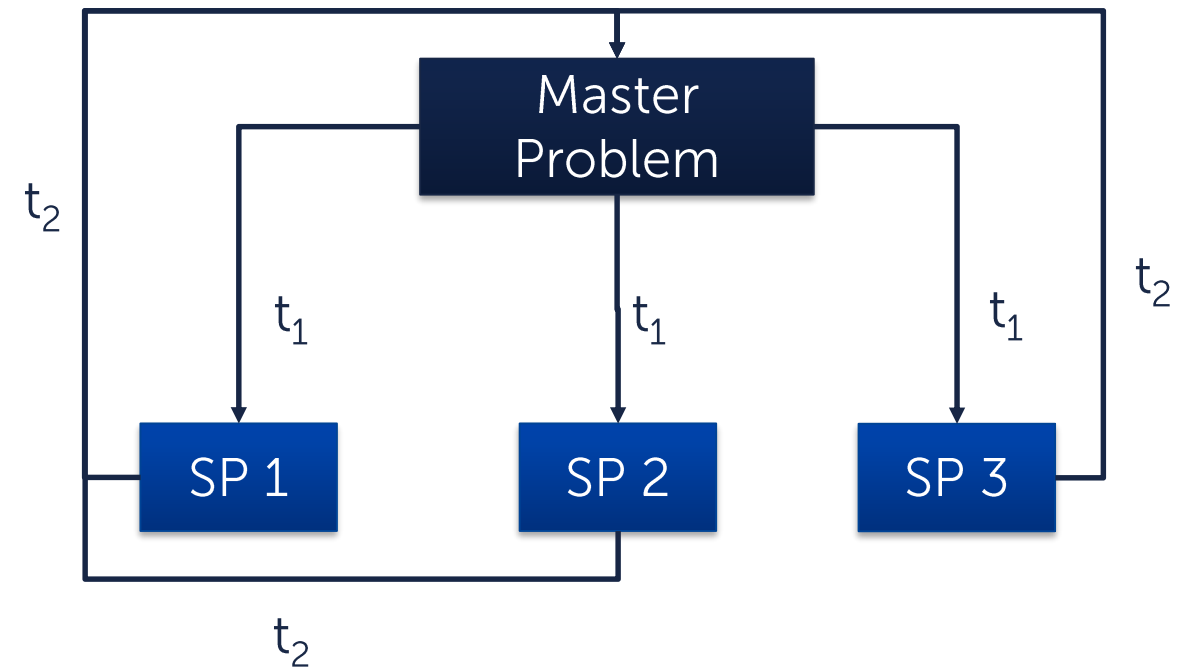 Master
Problem
t₂
t₂
t₁
t₁
t₁
SP 1
SP 2
SP 3
t₂